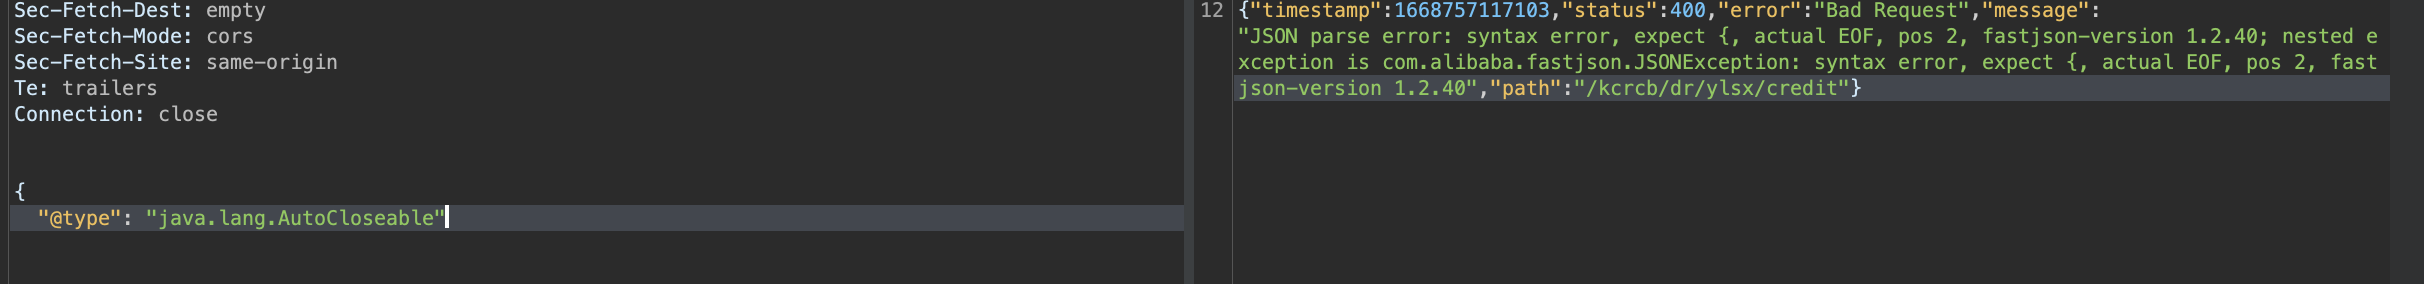 Sec-Fetch-Dest: empty
Sec-Fetch-Mode: cors
Sec-Fetch-Site: same-origin
Te: trailers
Connection: close
{
"@type": "java.lang.AutoCloseable"
12 {"timestamp":1668757117103,"status":400,"error":"Bad Request","message":
"JSON parse error: syntax error, expect {, actual EOF, pos 2, fastjson-version 1.2.40; nested e
xception is com.alibaba.fastjson.JSONException: syntax error, expect {, actual EOF, pos 2, fast
json-version 1.2.40","path":"/kcrcb/dr/ylsx/credit"}